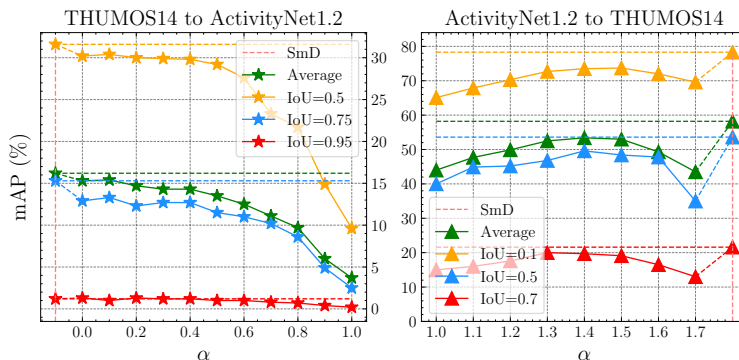 THUMOS14 to ActivityNet1.2
mAP (%)
SmD
Average
IoU=0.5
IoU=0.75
IoU=0.95
30
25
20
15
10
5
0
0.0 0.2 0.4 0.6 0.8 1.0
α
ActivityNet1.2 to THUMOS14
80
70
60
50
40
30
20
10
0
SmD
Average
IoU=0.1
IoU=0.5
IoU=0.7
1.0 1.1 1.2 1.3 1.4 1.5 1.6 1.7
α